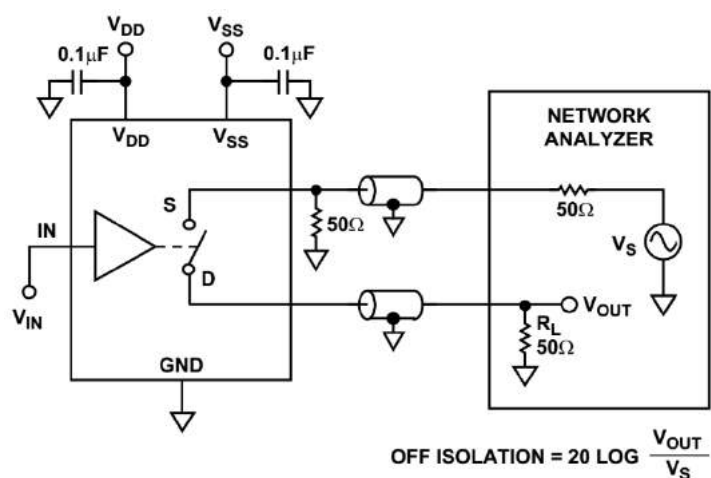 VDD VSS
0.1μF 0.1μF
VDD VSS
NETWORK
ANALYZER
S
50Ω
50Ω
IN
VS
D
VOUT
VIN
RL
50Ω
GND
OFF ISOLATION = 20 LOG VOUT
VS